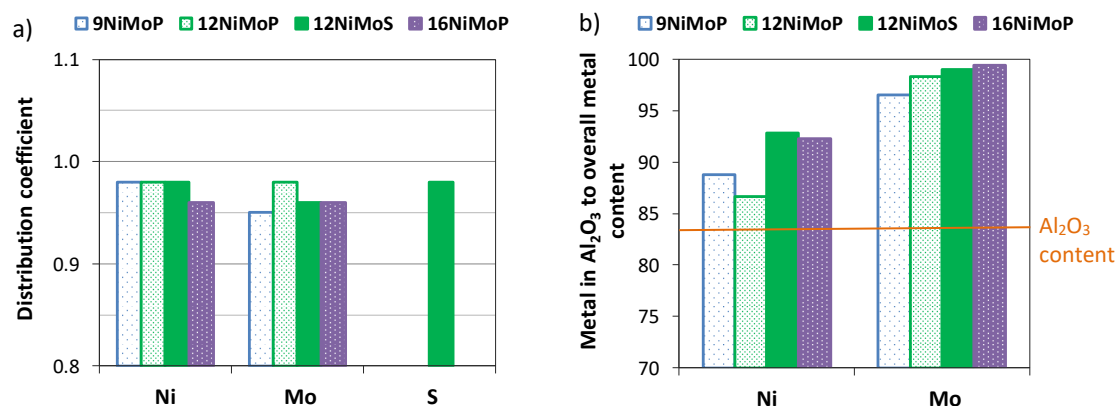 a)
9NiMoP 12NiMoP 12NiMoS 16NiMoP
Distribution coefficient
1.1
1.0
0.9
0.8
Ni Mo S
b)
9NiMoP 12NiMoP 12NiMoS 16NiMoP
Metal in Al₂O₃ to overall metal
content
100
95
90
85
80
75
70
Ni Mo
Al₂O₃
content